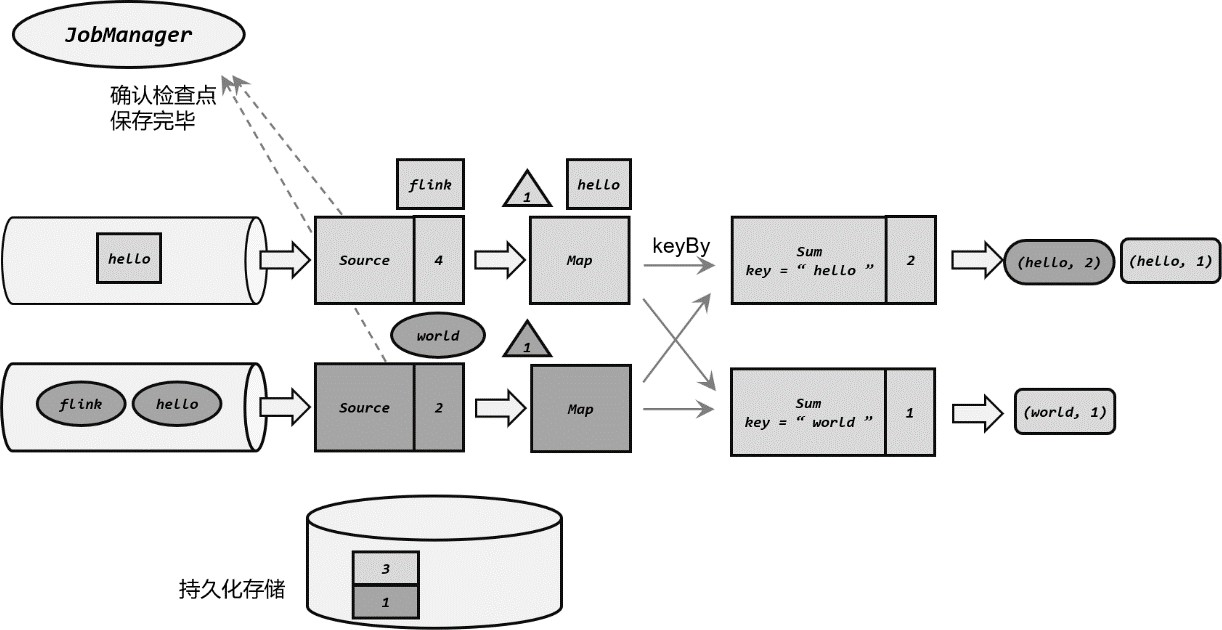 JobManager
确认检查点
保存完毕
flink
1
hello
hello
Source
4
Map
keyBy
Sum
key = “ hello ”
2
(hello, 2)
(hello, 1)
world
1
flink
hello
Source
2
Map
Sum
key = “ world ”
1
(world, 1)
持久化存储
3
1